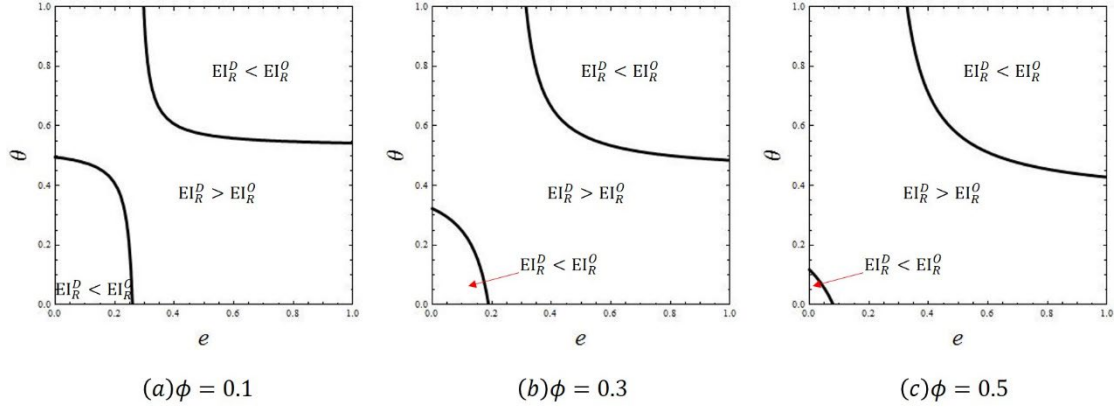 1.0
0.8
0.6
0.4
0.2
0.0
θ
0.0 0.2 0.4 0.6 0.8 1.0
e
EI_R^D < EI_R^O
EI_R^D > EI_R^O
EI_R^D < EI_R^O
(a)ϕ = 0.1
1.0
0.8
0.6
0.4
0.2
0.0
θ
0.0 0.2 0.4 0.6 0.8 1.0
e
EI_R^D < EI_R^O
EI_R^D > EI_R^O
EI_R^D < EI_R^O
(b)ϕ = 0.3
1.0
0.8
0.6
0.4
0.2
0.0
θ
0.0 0.2 0.4 0.6 0.8 1.0
e
EI_R^D < EI_R^O
EI_R^D > EI_R^O
EI_R^D < EI_R^O
(c)ϕ = 0.5